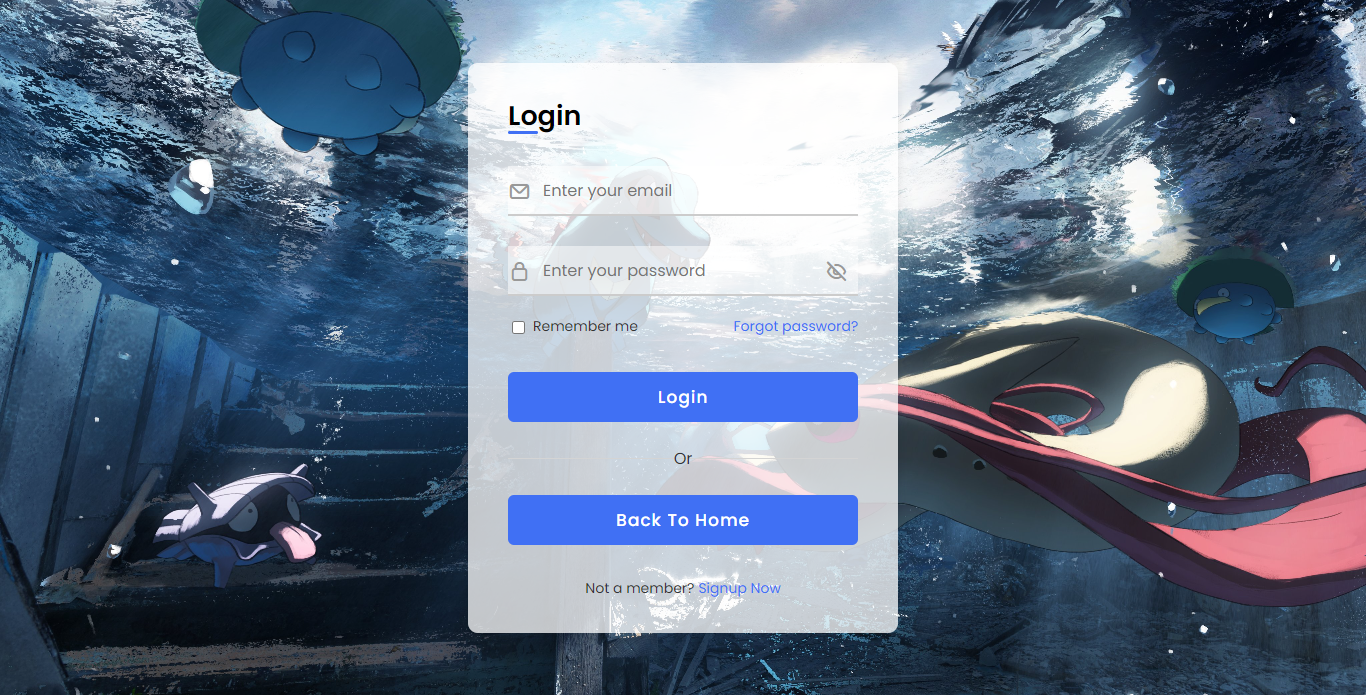 Login
Enter your email
Enter your password
Remember me Forgot password?
Login
Or
Back To Home
Not a member? Signup Now